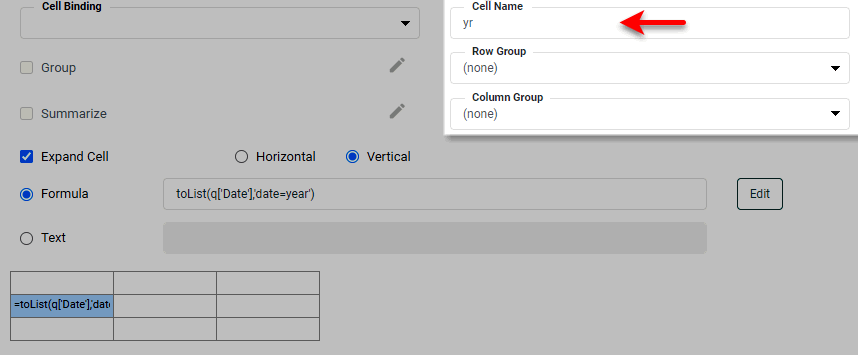 Cell Binding
Cell Name
yr
Group
Row Group
(none)
Summarize
Column Group
(none)
Expand Cell
Horizontal
Vertical
Formula
toList(q['Date'],'date=year')
Edit
Text
=toList(q['Date'],'date